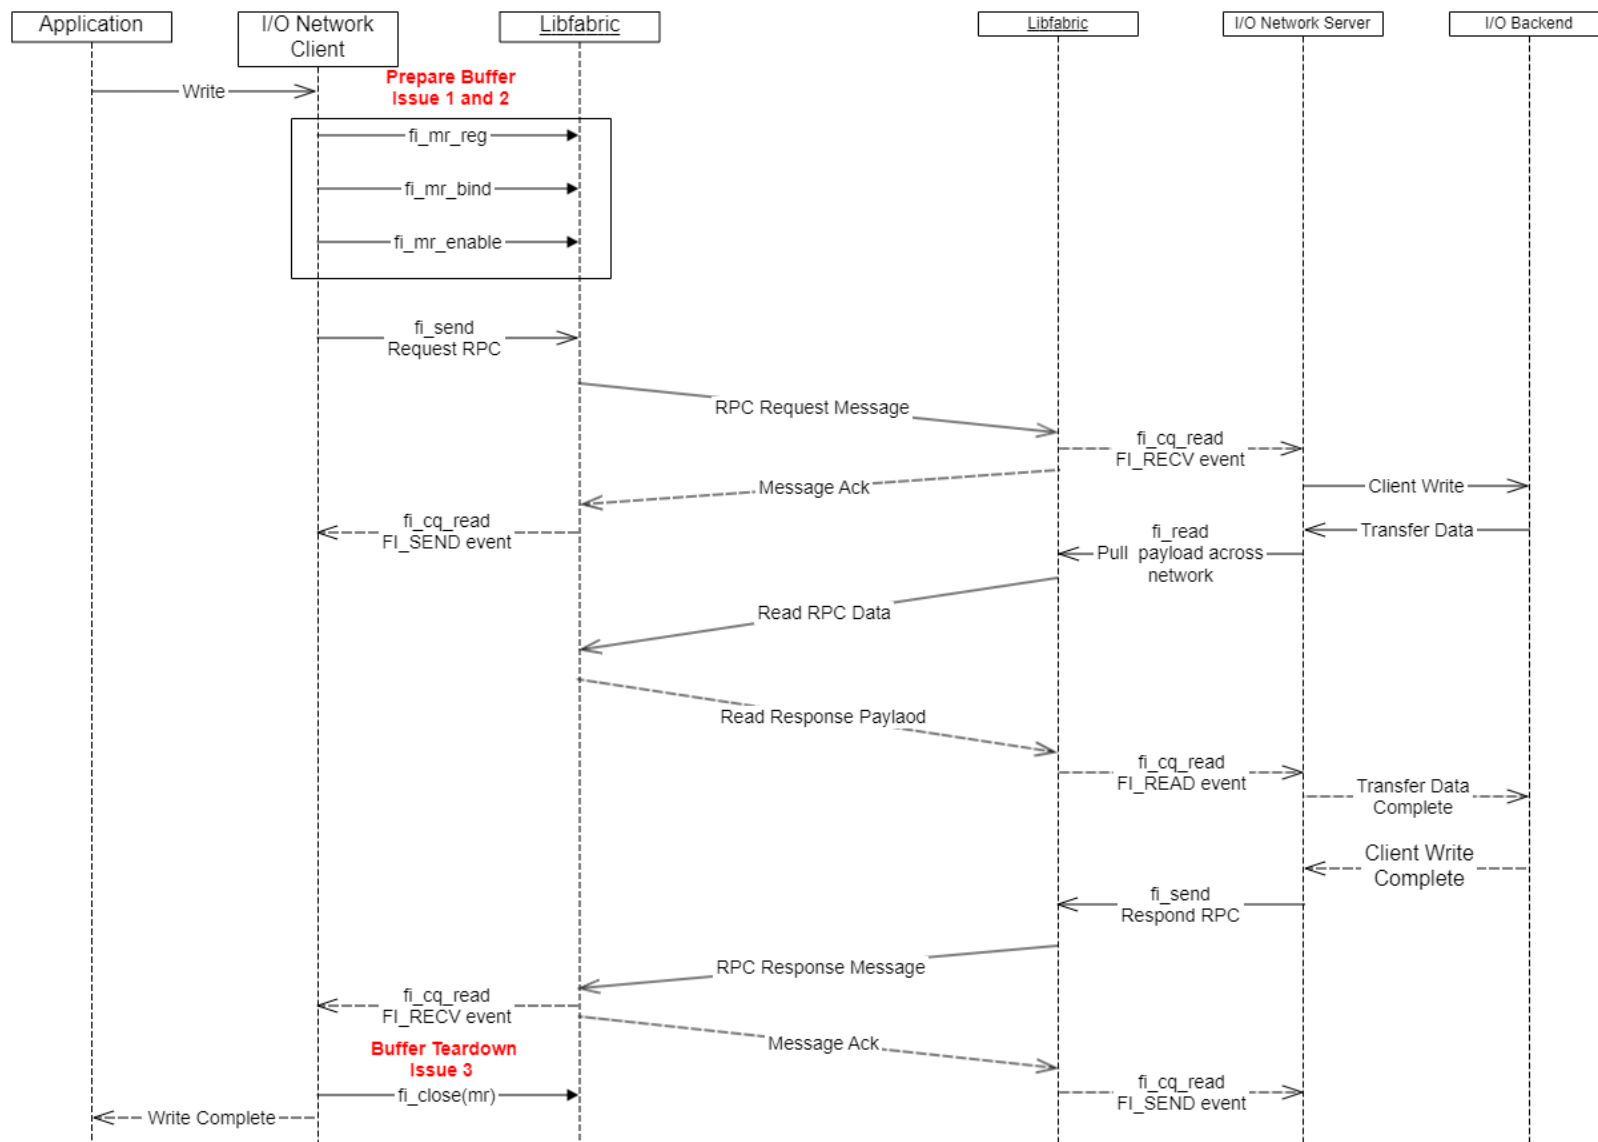 Application
I/O Network
Client
Libfabric
Libfabric
I/O Network Server
I/O Backend
Write
Prepare Buffer
Issue 1 and 2
fi_mr_reg
fi_mr_bind
fi_mr_enable
fi_send
Request RPC
RPC Request Message
fi_cq_read
FI_RECV event
Message Ack
Client Write
fi_cq_read
FI_SEND event
Transfer Data
fi_read
Pull payload across
network
Read RPC Data
Read Response Paylaod
fi_cq_read
FI_READ event
Transfer Data
Complete
Client Write
Complete
fi_send
Respond RPC
RPC Response Message
fi_cq_read
FI_RECV event
Message Ack
Buffer Teardown
Issue 3
fi_close(mr)
fi_cq_read
FI_SEND event
Write Complete